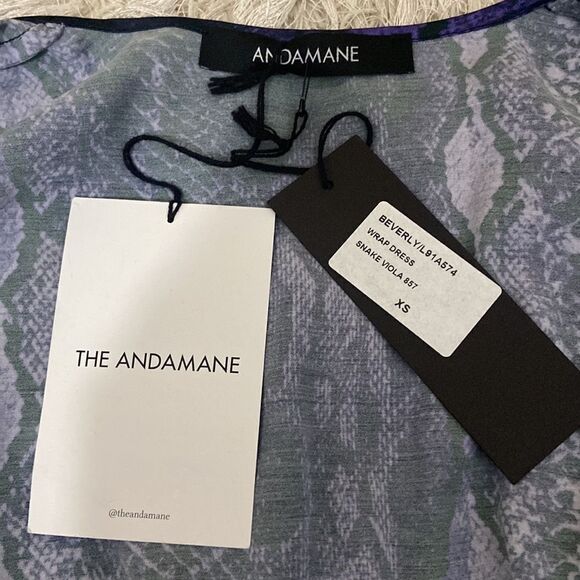 ANDAMANE
THE ANDAMANE
@theandamane
BEVERLY/L91A574
WRAP DRESS
SNAKE VIOLA 857
XS